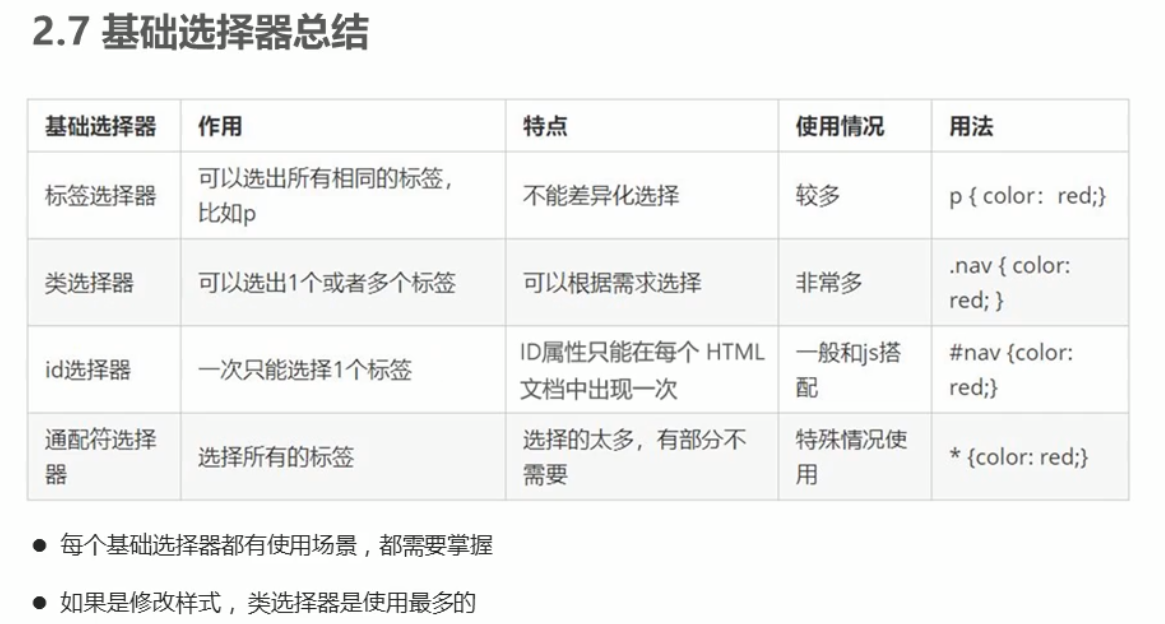 2.7 基础选择器总结
基础选择器 作用 特点 使用情况 用法
标签选择器 可以选出所有相同的标签，
比如p 不能差异化选择 较多 p { color：red;}
类选择器 可以选出1个或者多个标签 可以根据需求选择 非常多 .nav { color:
red; }
id选择器 一次只能选择1个标签 ID属性只能在每个 HTML
文档中出现一次 一般和js搭
配 #nav {color:
red;}
通配符选择
器 选择所有的标签 选择的太多，有部分不
需要 特殊情况使
用 * {color: red;}
● 每个基础选择器都有使用场景，都需要掌握
● 如果是修改样式，类选择器是使用最多的